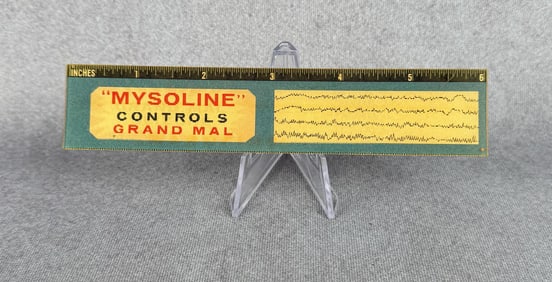 INCHES 1 2 3 4 5 6
"MYSOLINE"
CONTROLS
GRAND MAL